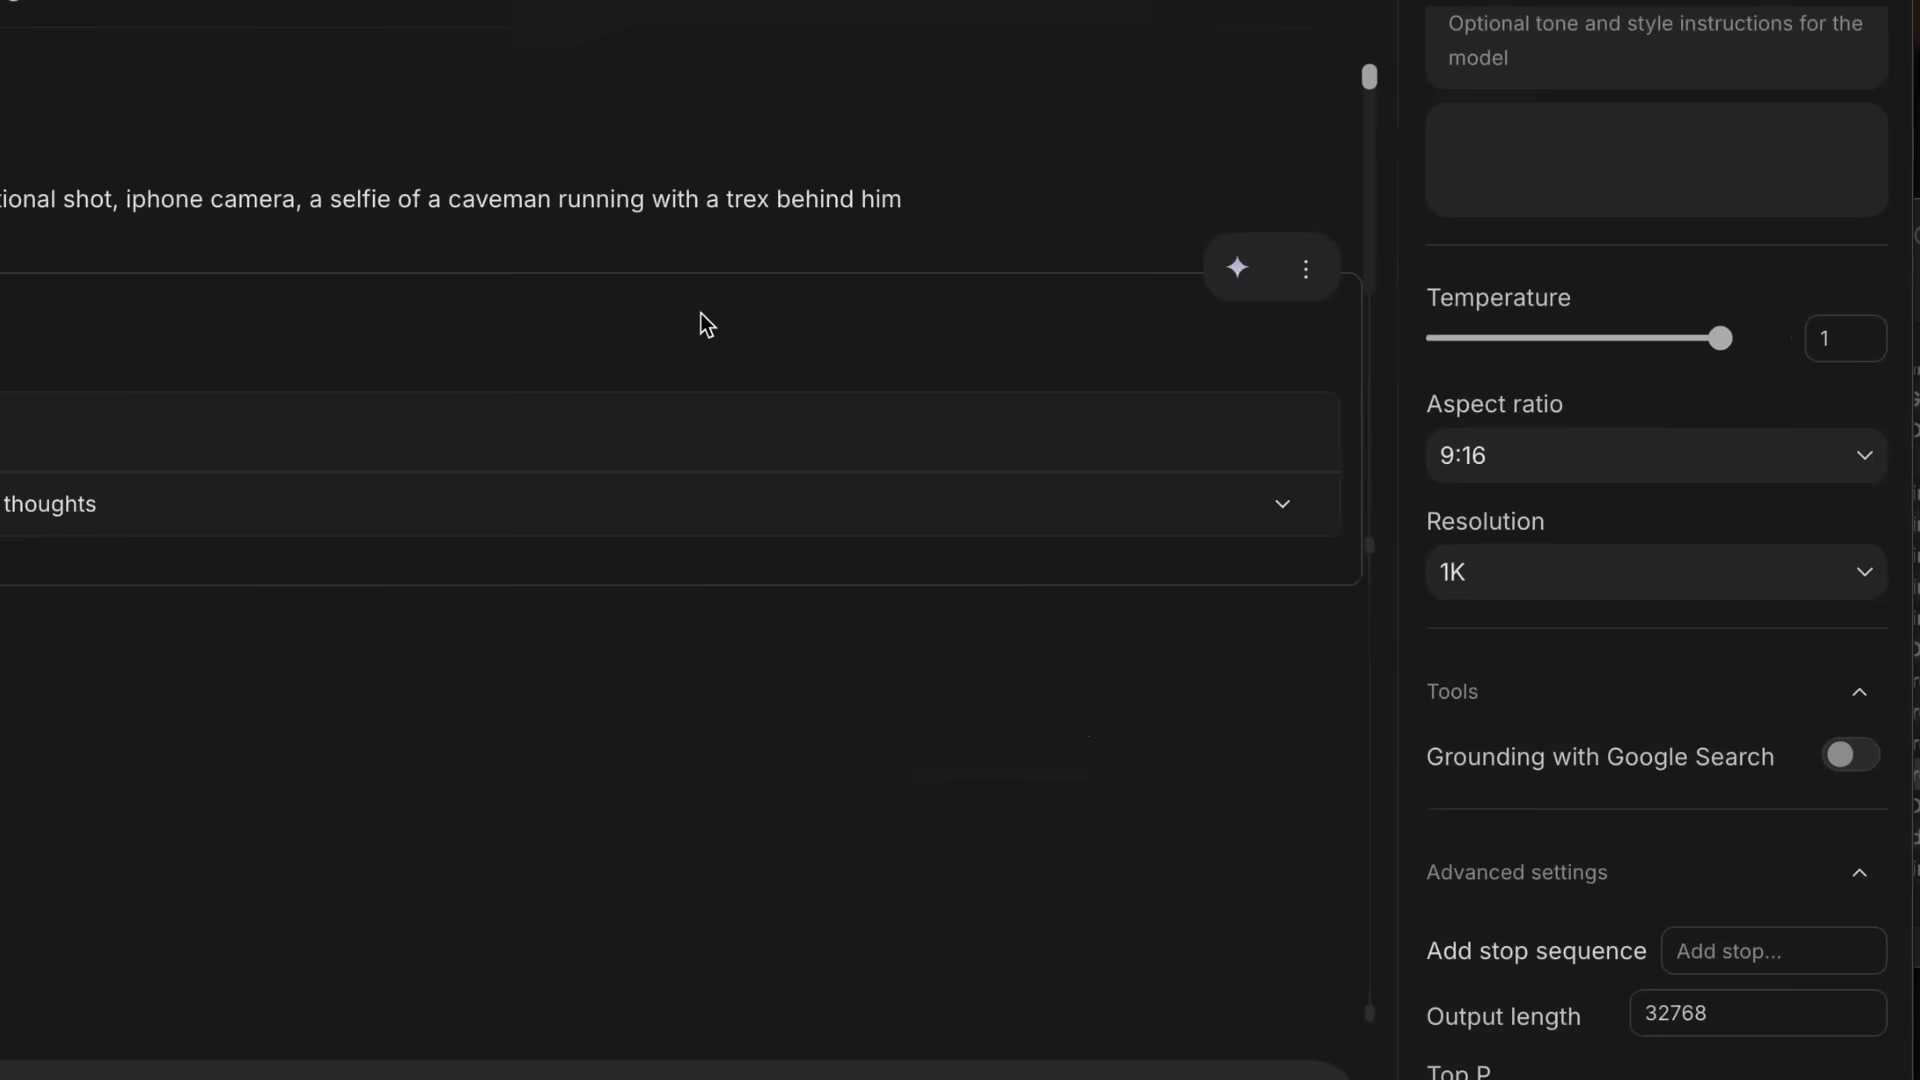 Optional tone and style instructions for the
model
tional shot, iphone camera, a selfie of a caveman running with a trex behind him
Temperature
1
Aspect ratio
9:16
thoughts
Resolution
1K
Tools
Grounding with Google Search
Advanced settings
Add stop sequence
Add stop...
Output length
32768
Top P